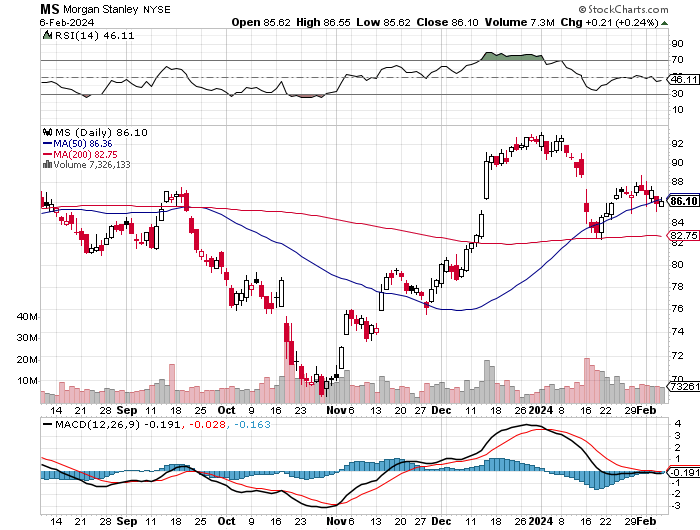 MS Morgan Stanley NYSE © StockCharts.com
6-Feb-2024 Open 85.62 High 86.55 Low 85.62 Close 86.10 Volume 7.3M Chg +0.21 (+0.24%)
RSI(14) 46.11
90
70
50
46.11
30
10
MS (Daily) 86.10
MA(50) 86.36
MA(200) 82.75
Volume 7,326,133
92
90
88
86.10
84
82.75
82
80
78
76
74
72
70
7326133
40M
30M
20M
10M
14 21 28 Sep 11 18 25 Oct 9 16 23 Nov 6 13 20 27 Dec 11 18 26 2024 8 16 22 29 Feb
MACD(12,26,9) -0.191, -0.028, -0.163
4
3
2
1
-0.191
-1
-2
-3
14 21 28 Sep 11 18 25 Oct 9 16 23 Nov 6 13 20 27 Dec 11 18 26 2024 8 16 22 29 Feb